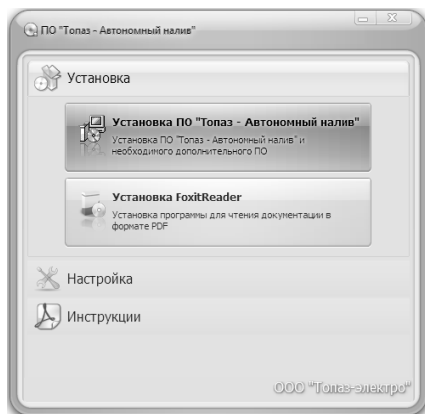 ПО "Топаз - Автономный налив"
Установка
Установка ПО "Топаз - Автономный налив"
Установка ПО "Топаз - Автономный налив" и
необходимого дополнительного ПО
Установка FoxitReader
Установка программы для чтения документации в
формате PDF
Настройка
Инструкции
ООО "Топаз-электро"